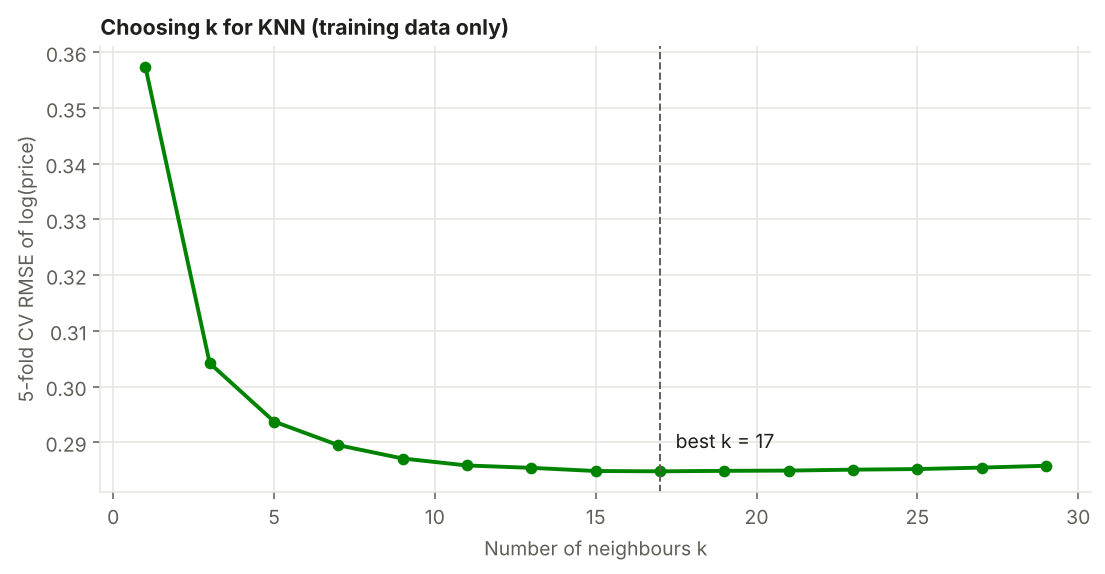 Choosing k for KNN (training data only)
5-fold CV RMSE of log(price)
0.36
0.35
0.34
0.33
0.32
0.31
0.30
0.29
best k = 17
0 5 10 15 20 25 30
Number of neighbours k